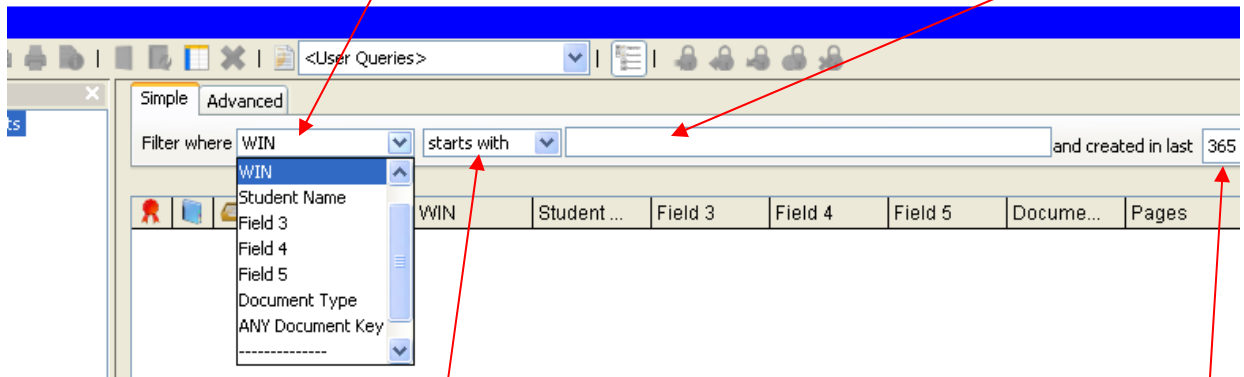 <User Queries>
Simple Advanced
ts
Filter where WIN starts with and created in last 365
WIN
Student Name
Field 3
Field 4
Field 5
Document Type
ANY Document Key
--------------
WIN Student ... Field 3 Field 4 Field 5 Docume... Pages